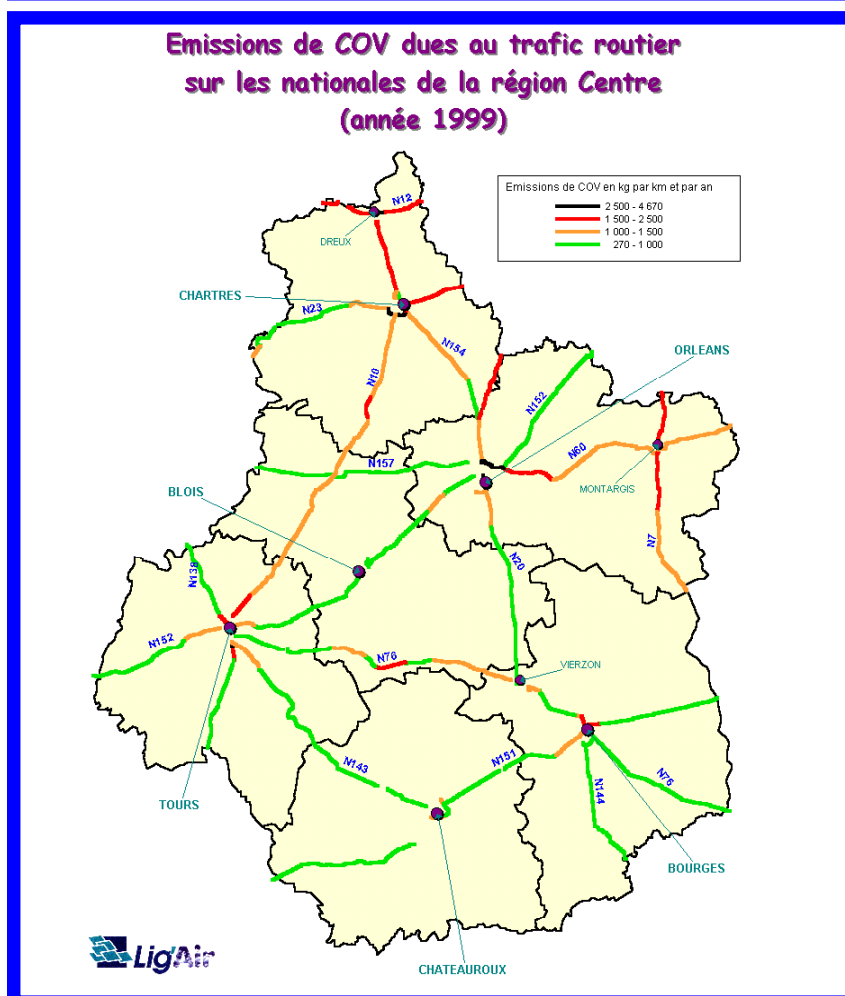 Emissions de COV dues au trafic routier
sur les nationales de la région Centre
(année 1999)
Emissions de COV en kg par km et par an
2 500 - 4 670
1 500 - 2 500
1 000 - 1 500
270 - 1 000
N12
DREUX
CHARTRES
N23
N154
ORLEANS
N10
N152
N60
N157
MONTARGIS
BLOIS
N7
N20
N138
N152
N76
VIERZON
N151
N143
N76
N144
TOURS
BOURGES
Lig'Air
CHATEAUROUX